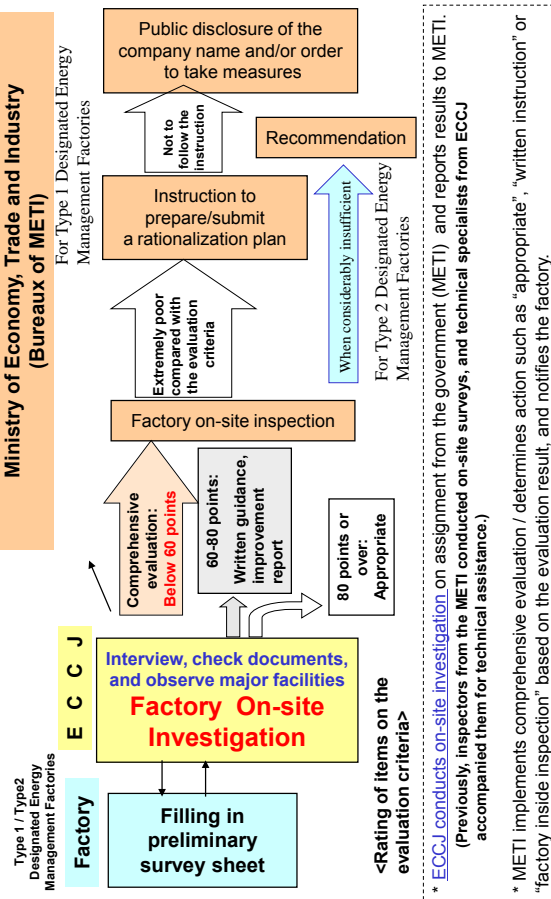 Type 1 / Type2
Designated Energy
Management Factories
Factory
E C C J
Ministry of Economy, Trade and Industry
(Bureaux of METI)
Filling in
preliminary
survey sheet
Interview, check documents,
and observe major facilities
Factory On-site
Investigation
<Rating of items on the
evaluation criteria>
Comprehensive
evaluation:
Below 60 points
60-80 points:
Written guidance,
improvement
report
80 points or
over:
Appropriate
Factory on-site inspection
Extremely poor
compared with
the evaluation
criteria
For Type 1 Designated Energy
Management Factories
Instruction to
prepare/submit
a rationalization plan
Not to
follow the
instruction
Public disclosure of the
company name and/or order
to take measures
When considerably insufficient
For Type 2 Designated Energy
Management Factories
Recommendation
* ECCJ conducts on-site investigation on assignment from the government (METI) and reports results to METI.
(Previously, inspectors from the METI conducted on-site surveys, and technical specialists from ECCJ
accompanied them for technical assistance.)
* METI implements comprehensive evaluation / determines action such as “appropriate”, “written instruction” or
“factory inside inspection” based on the evaluation result, and notifies the factory.